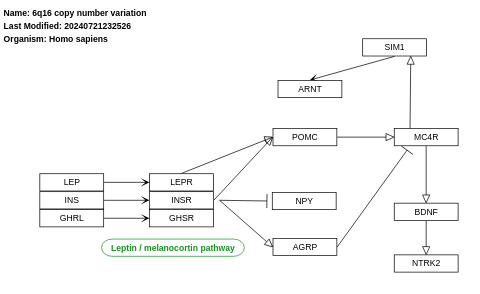 Name: 6q16 copy number variation
Last Modified: 20240721232526
Organism: Homo sapiens
SIM1
ARNT
POMC
MC4R
LEP
LEPR
INS
INSR
NPY
GHRL
GHSR
BDNF
Leptin / melanocortin pathway
AGRP
NTRK2